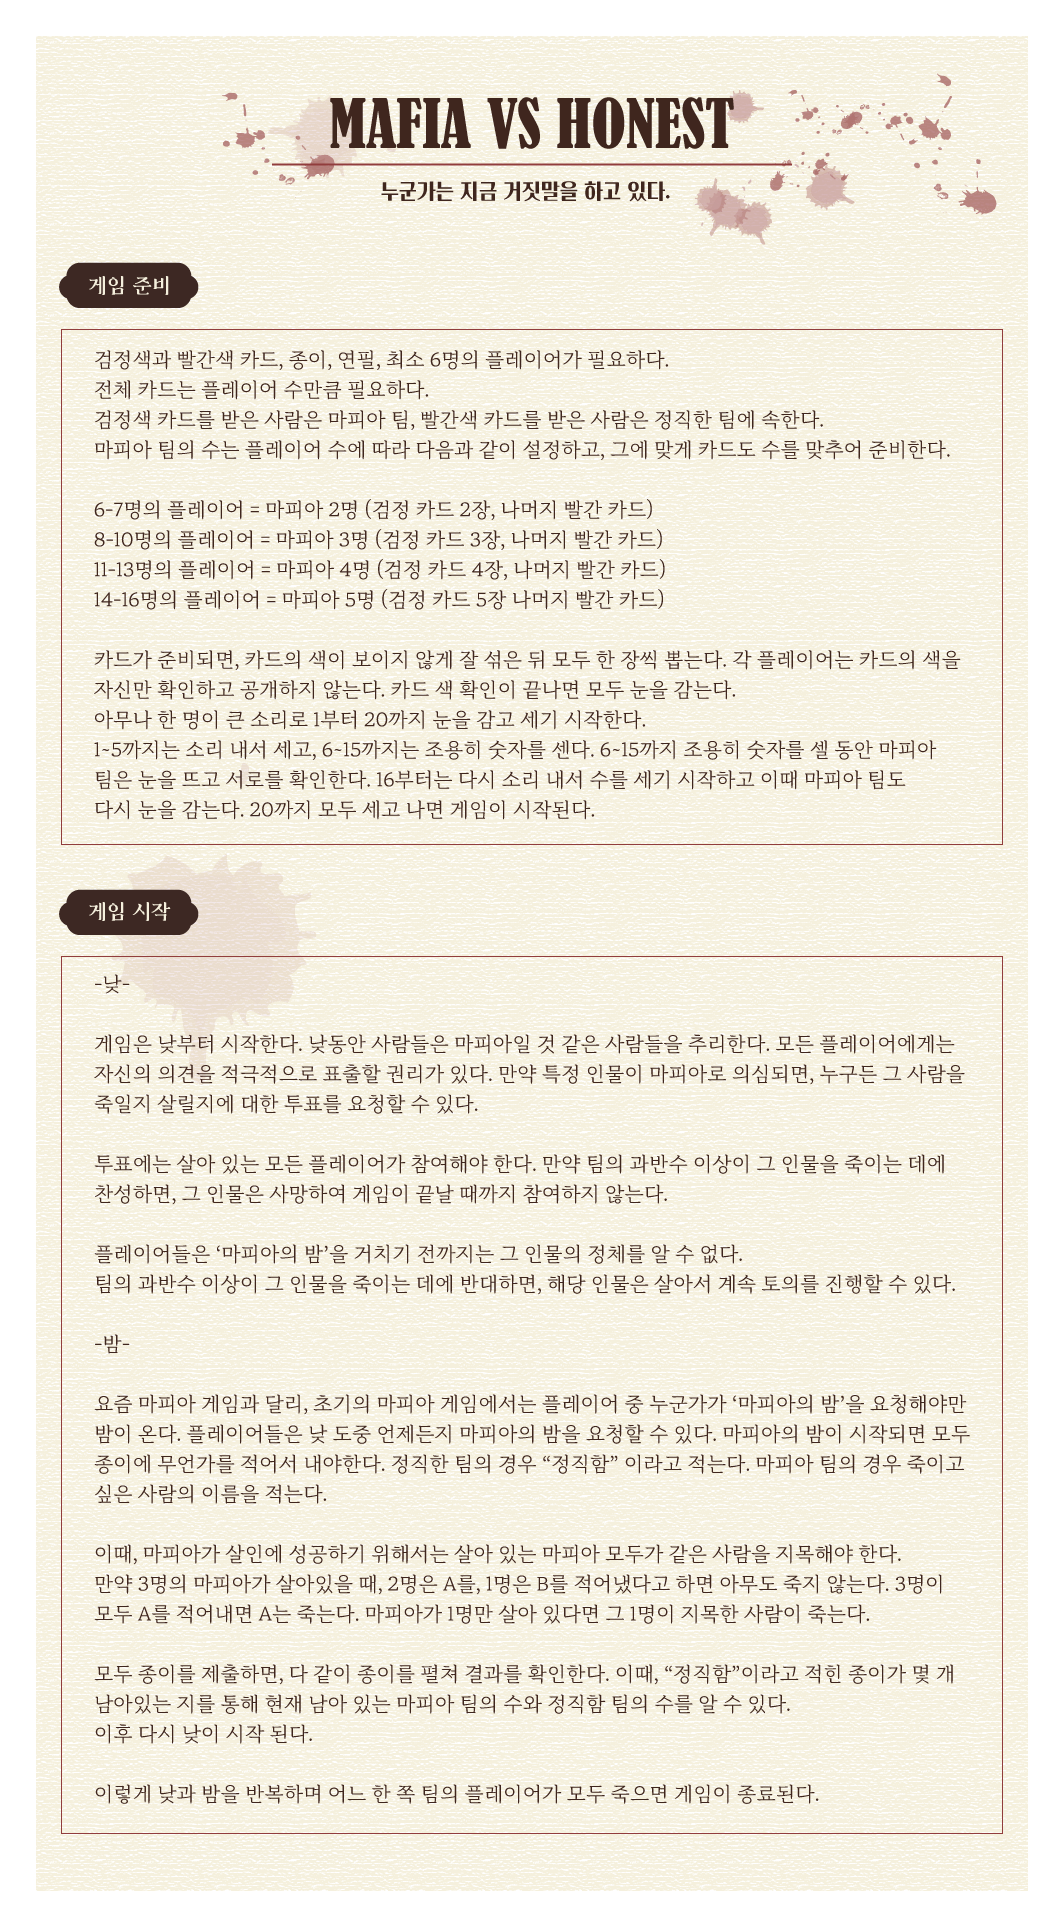 MAFIA VS HONEST
누군가는 지금 거짓말을 하고 있다.
게임 준비
검정색과 빨간색 카드, 종이, 연필, 최소 6명의 플레이어가 필요하다.
전체 카드는 플레이어 수만큼 필요하다.
검정색 카드를 받은 사람은 마피아 팀, 빨간색 카드를 받은 사람은 정직한 팀에 속한다.
마피아 팀의 수는 플레이어 수에 따라 다음과 같이 설정하고, 그에 맞게 카드도 수를 맞추어 준비한다.
6-7명의 플레이어 = 마피아 2명 (검정 카드 2장, 나머지 빨간 카드)
8-10명의 플레이어 = 마피아 3명 (검정 카드 3장, 나머지 빨간 카드)
11-13명의 플레이어 = 마피아 4명 (검정 카드 4장, 나머지 빨간 카드)
14-16명의 플레이어 = 마피아 5명 (검정 카드 5장 나머지 빨간 카드)
카드가 준비되면, 카드의 색이 보이지 않게 잘 섞은 뒤 모두 한 장씩 뽑는다. 각 플레이어는 카드의 색을
자신만 확인하고 공개하지 않는다. 카드 색 확인이 끝나면 모두 눈을 감는다.
아무나 한 명이 큰 소리로 1부터 20까지 눈을 감고 세기 시작한다.
1~5까지는 소리 내서 세고, 6~15까지는 조용히 숫자를 센다. 6~15까지 조용히 숫자를 셀 동안 마피아
팀은 눈을 뜨고 서로를 확인한다. 16부터는 다시 소리 내서 수를 세기 시작하고 이때 마피아 팀도
다시 눈을 감는다. 20까지 모두 세고 나면 게임이 시작된다.
게임 시작
-낮-
게임은 낮부터 시작한다. 낮동안 사람들은 마피아일 것 같은 사람들을 추리한다. 모든 플레이어에게는
자신의 의견을 적극적으로 표출할 권리가 있다. 만약 특정 인물이 마피아로 의심되면, 누구든 그 사람을
죽일지 살릴지에 대한 투표를 요청할 수 있다.
투표에는 살아 있는 모든 플레이어가 참여해야 한다. 만약 팀의 과반수 이상이 그 인물을 죽이는 데에
찬성하면, 그 인물은 사망하여 게임이 끝날 때까지 참여하지 않는다.
플레이어들은 ‘마피아의 밤’을 거치기 전까지는 그 인물의 정체를 알 수 없다.
팀의 과반수 이상이 그 인물을 죽이는 데에 반대하면, 해당 인물은 살아서 계속 토의를 진행할 수 있다.
-밤-
요즘 마피아 게임과 달리, 초기의 마피아 게임에서는 플레이어 중 누군가가 ‘마피아의 밤’을 요청해야만
밤이 온다. 플레이어들은 낮 도중 언제든지 마피아의 밤을 요청할 수 있다. 마피아의 밤이 시작되면 모두
종이에 무언가를 적어서 내야한다. 정직한 팀의 경우 “정직함” 이라고 적는다. 마피아 팀의 경우 죽이고
싶은 사람의 이름을 적는다.
이때, 마피아가 살인에 성공하기 위해서는 살아 있는 마피아 모두가 같은 사람을 지목해야 한다.
만약 3명의 마피아가 살아있을 때, 2명은 A를, 1명은 B를 적어냈다고 하면 아무도 죽지 않는다. 3명이
모두 A를 적어내면 A는 죽는다. 마피아가 1명만 살아 있다면 그 1명이 지목한 사람이 죽는다.
모두 종이를 제출하면, 다 같이 종이를 펼쳐 결과를 확인한다. 이때, “정직함”이라고 적힌 종이가 몇 개
남아있는 지를 통해 현재 남아 있는 마피아 팀의 수와 정직함 팀의 수를 알 수 있다.
이후 다시 낮이 시작 된다.
이렇게 낮과 밤을 반복하며 어느 한 쪽 팀의 플레이어가 모두 죽으면 게임이 종료된다.